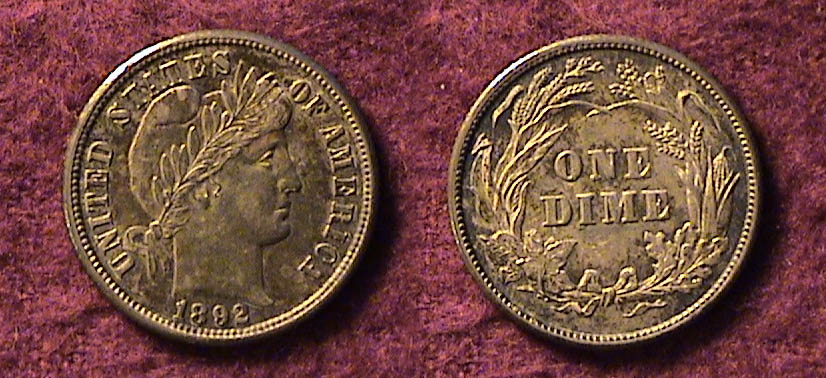 UNITED STATES OF AMERICA
1892
ONE
DIME